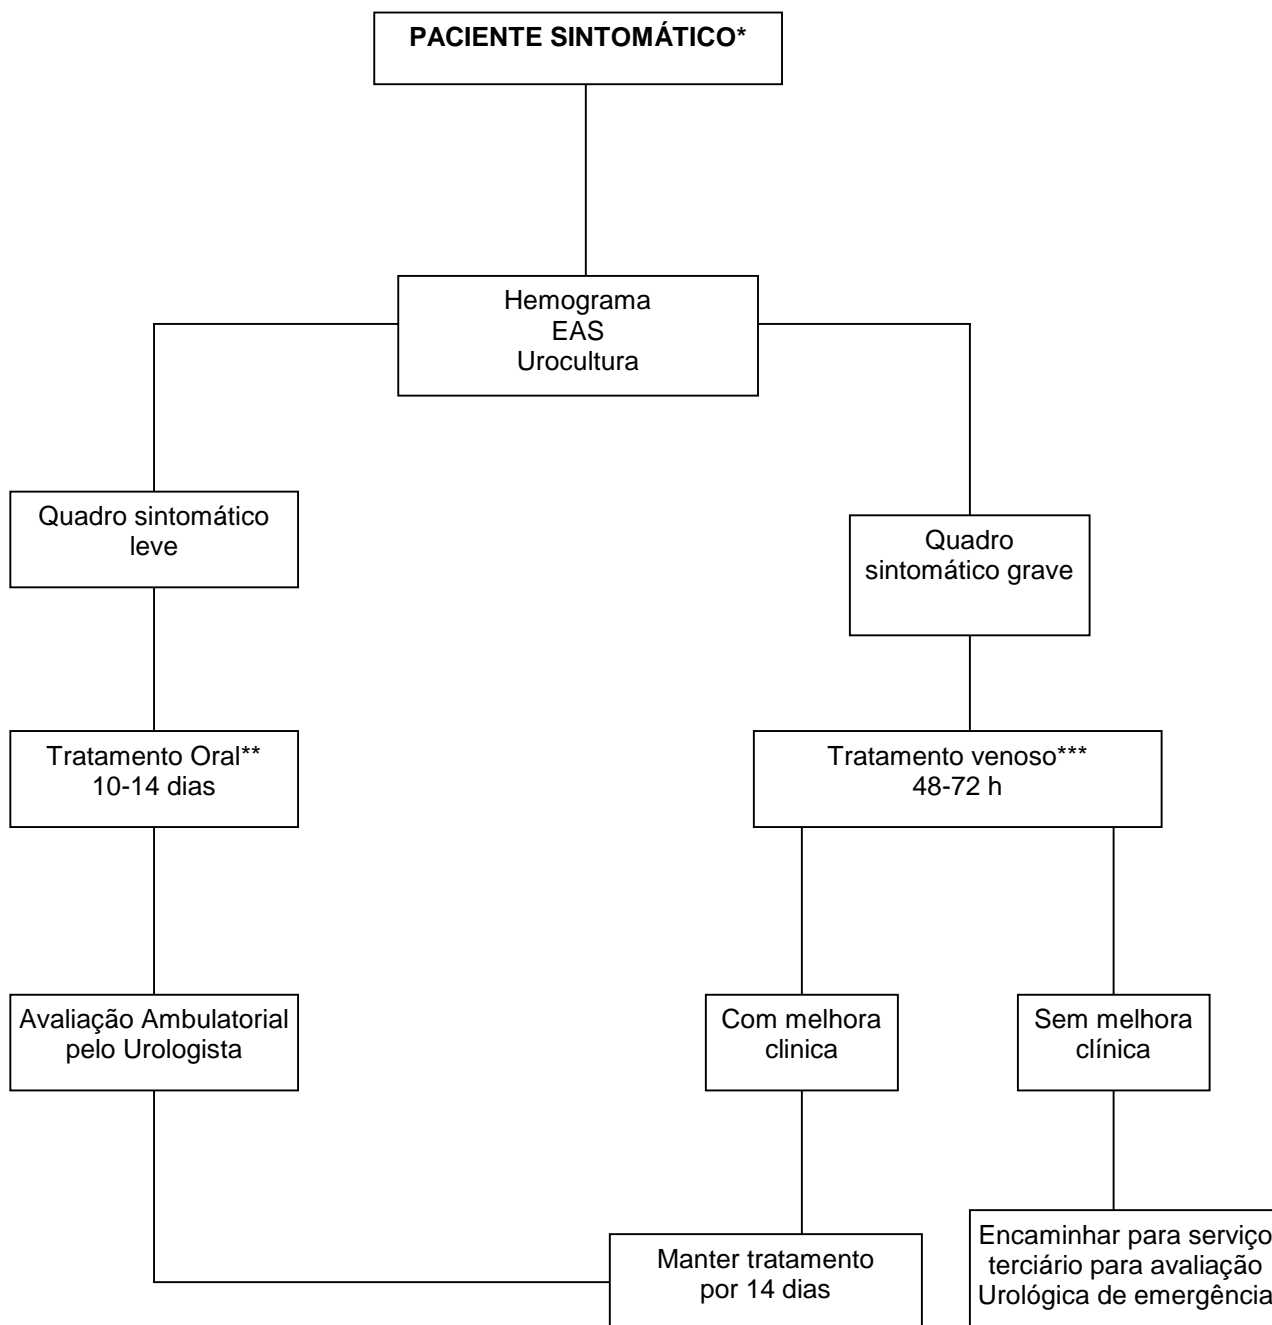 PACIENTE SINTOMÁTICO*
Hemograma
EAS
Urocultura
Quadro sintomático
leve
Quadro
sintomático grave
Tratamento Oral**
10-14 dias
Tratamento venoso***
48-72 h
Avaliação Ambulatorial
pelo Urologista
Com melhora
clinica
Sem melhora
clínica
Manter tratamento
por 14 dias
Encaminhar para serviço
terciário para avaliação
Urológica de emergência